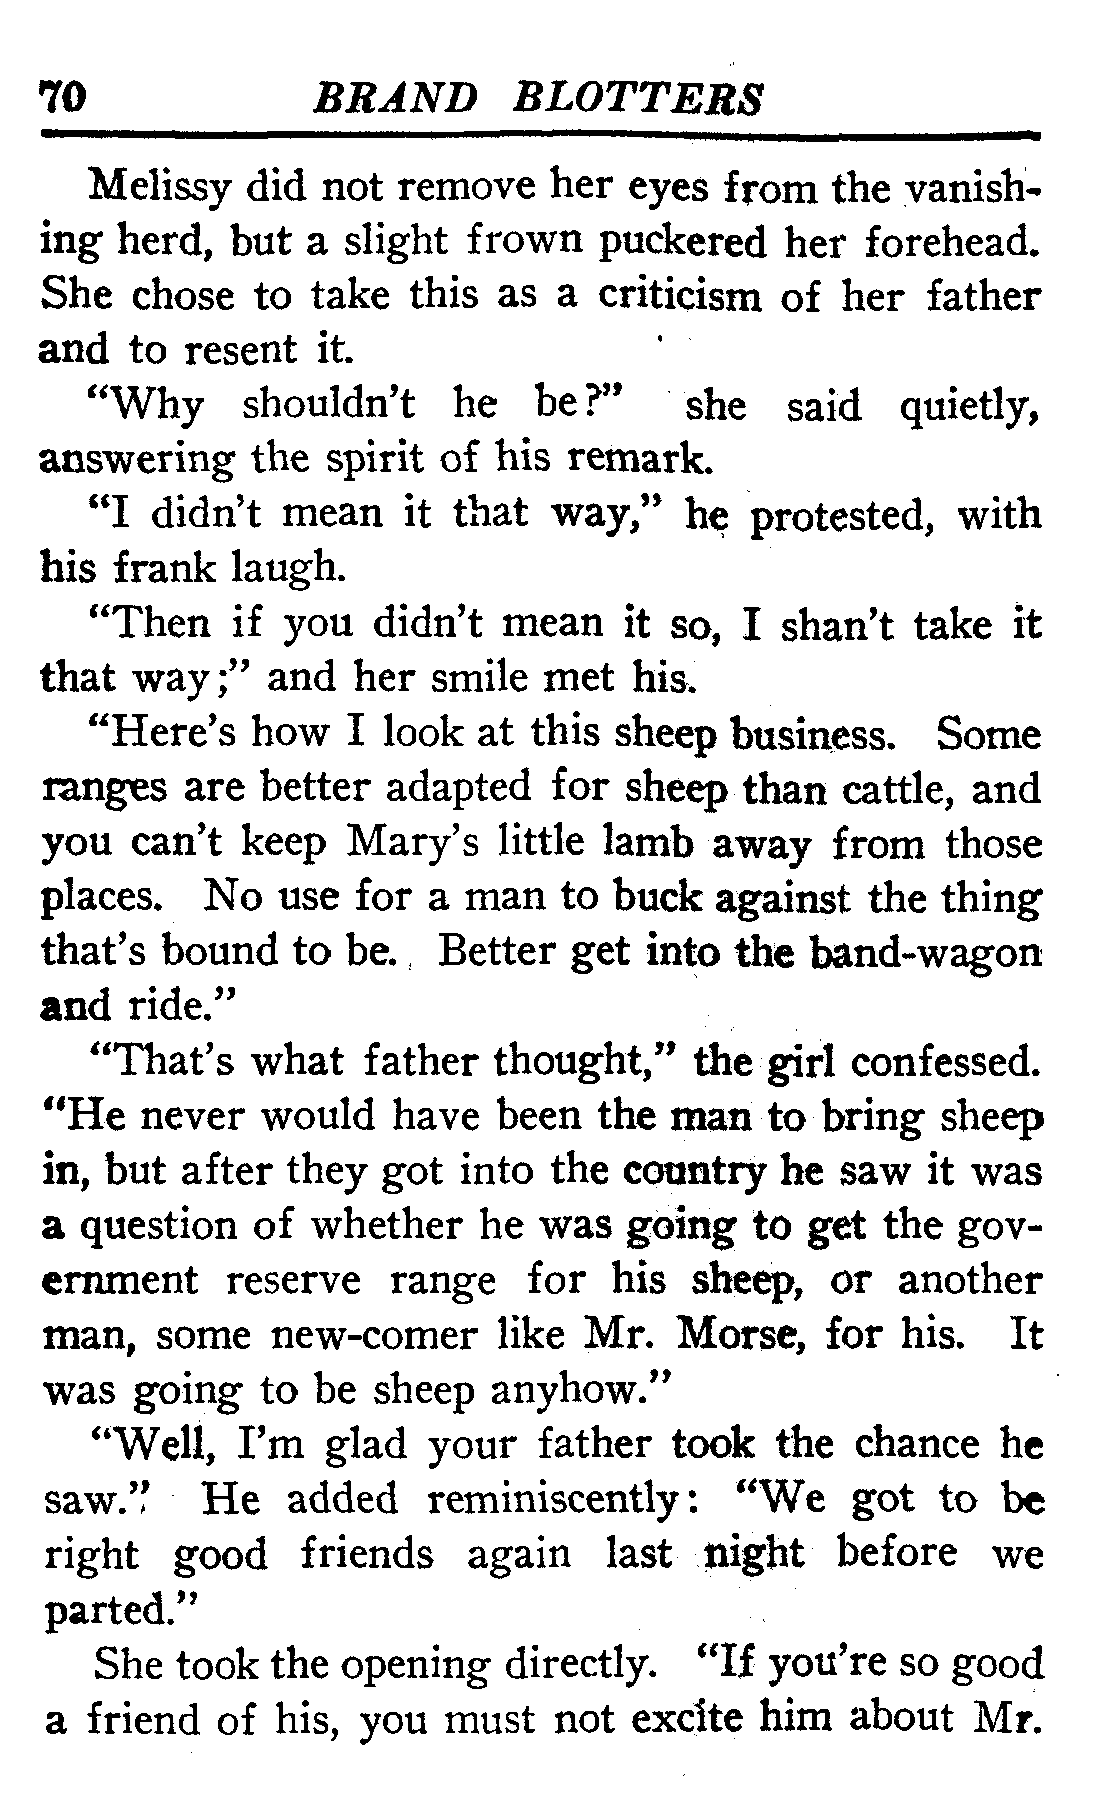 70 BRAND BLOTTERS
Melissy did not remove her eyes from the vanish-
ing herd, but a slight frown puckered her forehead.
She chose to take this as a criticism of her father
and to resent it.
“Why shouldn’t he be?” she said quietly,
answering the spirit of his remark.
“I didn’t mean it that way,” he protested, with
his frank laugh.
“Then if you didn’t mean it so, I shan’t take it
that way;” and her smile met his.
“Here’s how I look at this sheep business. Some
ranges are better adapted for sheep than cattle, and
you can’t keep Mary’s little lamb away from those
places. No use for a man to buck against the thing
that’s bound to be. Better get into the band-wagon
and ride.”
“That’s what father thought,” the girl confessed.
“He never would have been the man to bring sheep
in, but after they got into the country he saw it was
a question of whether he was going to get the gov-
ernment reserve range for his sheep, or another
man, some new-comer like Mr. Morse, for his. It
was going to be sheep anyhow.”
“Well, I’m glad your father took the chance he
saw.” He added reminiscently: “We got to be
right good friends again last night before we
parted.”
She took the opening directly. “If you’re so good
a friend of his, you must not excite him about Mr.